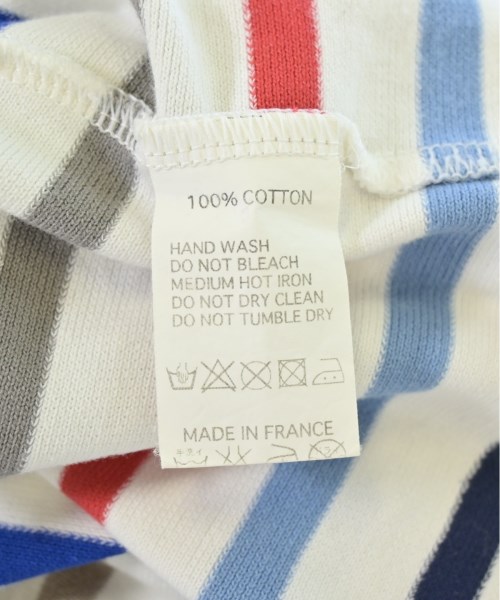 100% COTTON
HAND WASH
DO NOT BLEACH
MEDIUM HOT IRON
DO NOT DRY CLEAN
DO NOT TUMBLE DRY
MADE IN FRANCE